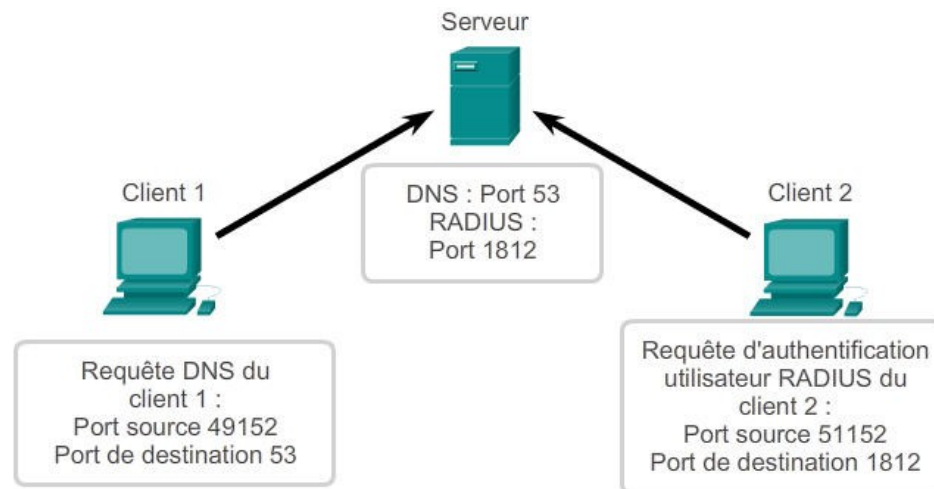 Serveur
Client 1
DNS : Port 53
RADIUS :
Port 1812
Client 2
Requête DNS du
client 1 :
Port source 49152
Port de destination 53
Requête d'authentification
utilisateur RADIUS du
client 2 :
Port source 51152
Port de destination 1812